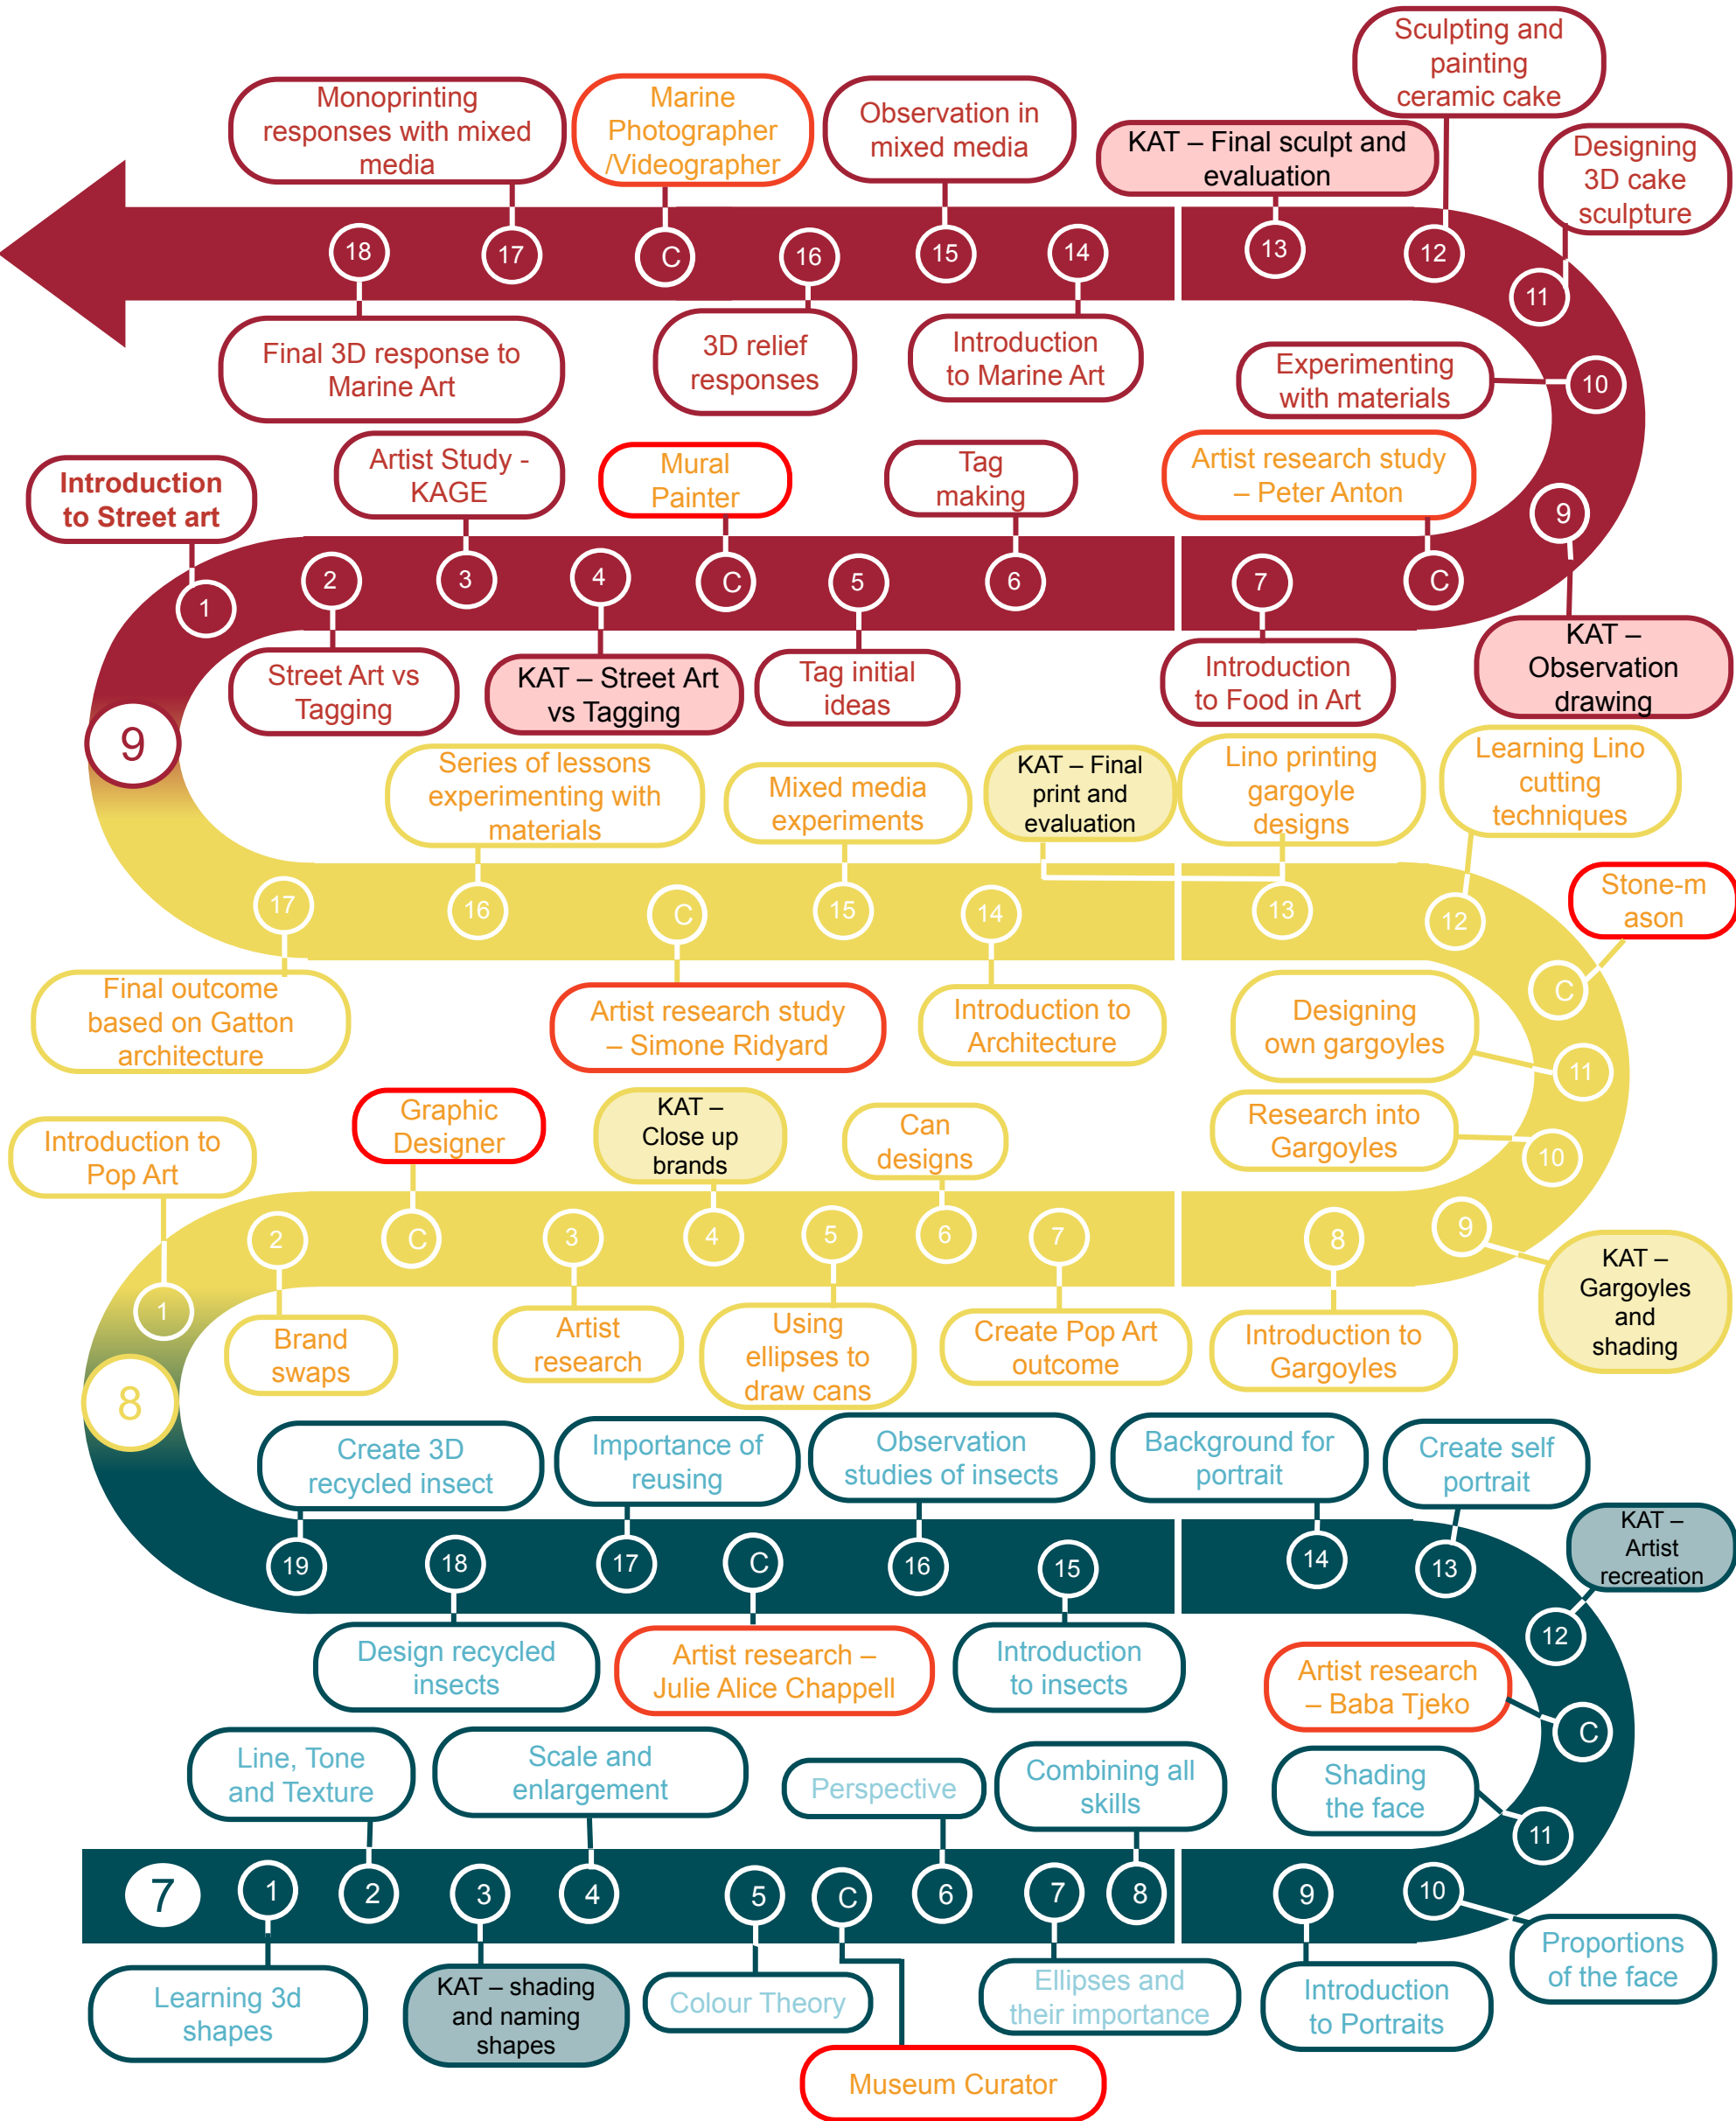 Sculpting and
painting
ceramic cake
Monoprinting
responses with mixed
media
Marine
Photographer
/Videographer
Observation in
mixed media
KAT – Final sculpt and
evaluation
Designing
3D cake
sculpture
18
17
C
16
15
14
13
12
11
Final 3D response to
Marine Art
3D relief
responses
Introduction
to Marine Art
Experimenting
with materials
10
Introduction
to Street art
Artist Study -
KAGE
Mural
Painter
Tag
making
Artist research study
– Peter Anton
9
1
2
3
4
C
5
6
7
C
Street Art vs
Tagging
KAT – Street Art
vs Tagging
Tag initial
ideas
Introduction
to Food in Art
KAT –
Observation
drawing
9
Series of lessons
experimenting with
materials
Mixed media
experiments
KAT – Final
print and
evaluation
Lino printing
gargoyle
designs
Learning Lino
cutting
techniques
Stone-m
ason
17
16
C
15
14
13
12
C
Final outcome
based on Gatton
architecture
Artist research study
– Simone Ridyard
Introduction to
Architecture
Designing
own gargoyles
11
Introduction to
Pop Art
Graphic
Designer
KAT –
Close up
brands
Can
designs
Research into
Gargoyles
10
1
2
C
3
4
5
6
7
8
9
Brand
swaps
Artist
research
Using
ellipses to
draw cans
Create Pop Art
outcome
Introduction to
Gargoyles
KAT –
Gargoyles
and
shading
8
Create 3D
recycled insect
Importance of
reusing
Observation
studies of insects
Background for
portrait
Create self
portrait
KAT –
Artist
recreation
19
18
17
C
16
15
14
13
12
Design recycled
insects
Artist research –
Julie Alice Chappell
Introduction
to insects
Artist research
– Baba Tjeko
C
Line, Tone
and Texture
Scale and
enlargement
Perspective
Combining all
skills
Shading
the face
11
7
1
2
3
4
5
C
6
7
8
9
10
Learning 3d
shapes
KAT – shading
and naming
shapes
Colour Theory
Ellipses and
their importance
Introduction
to Portraits
Proportions
of the face
Museum Curator